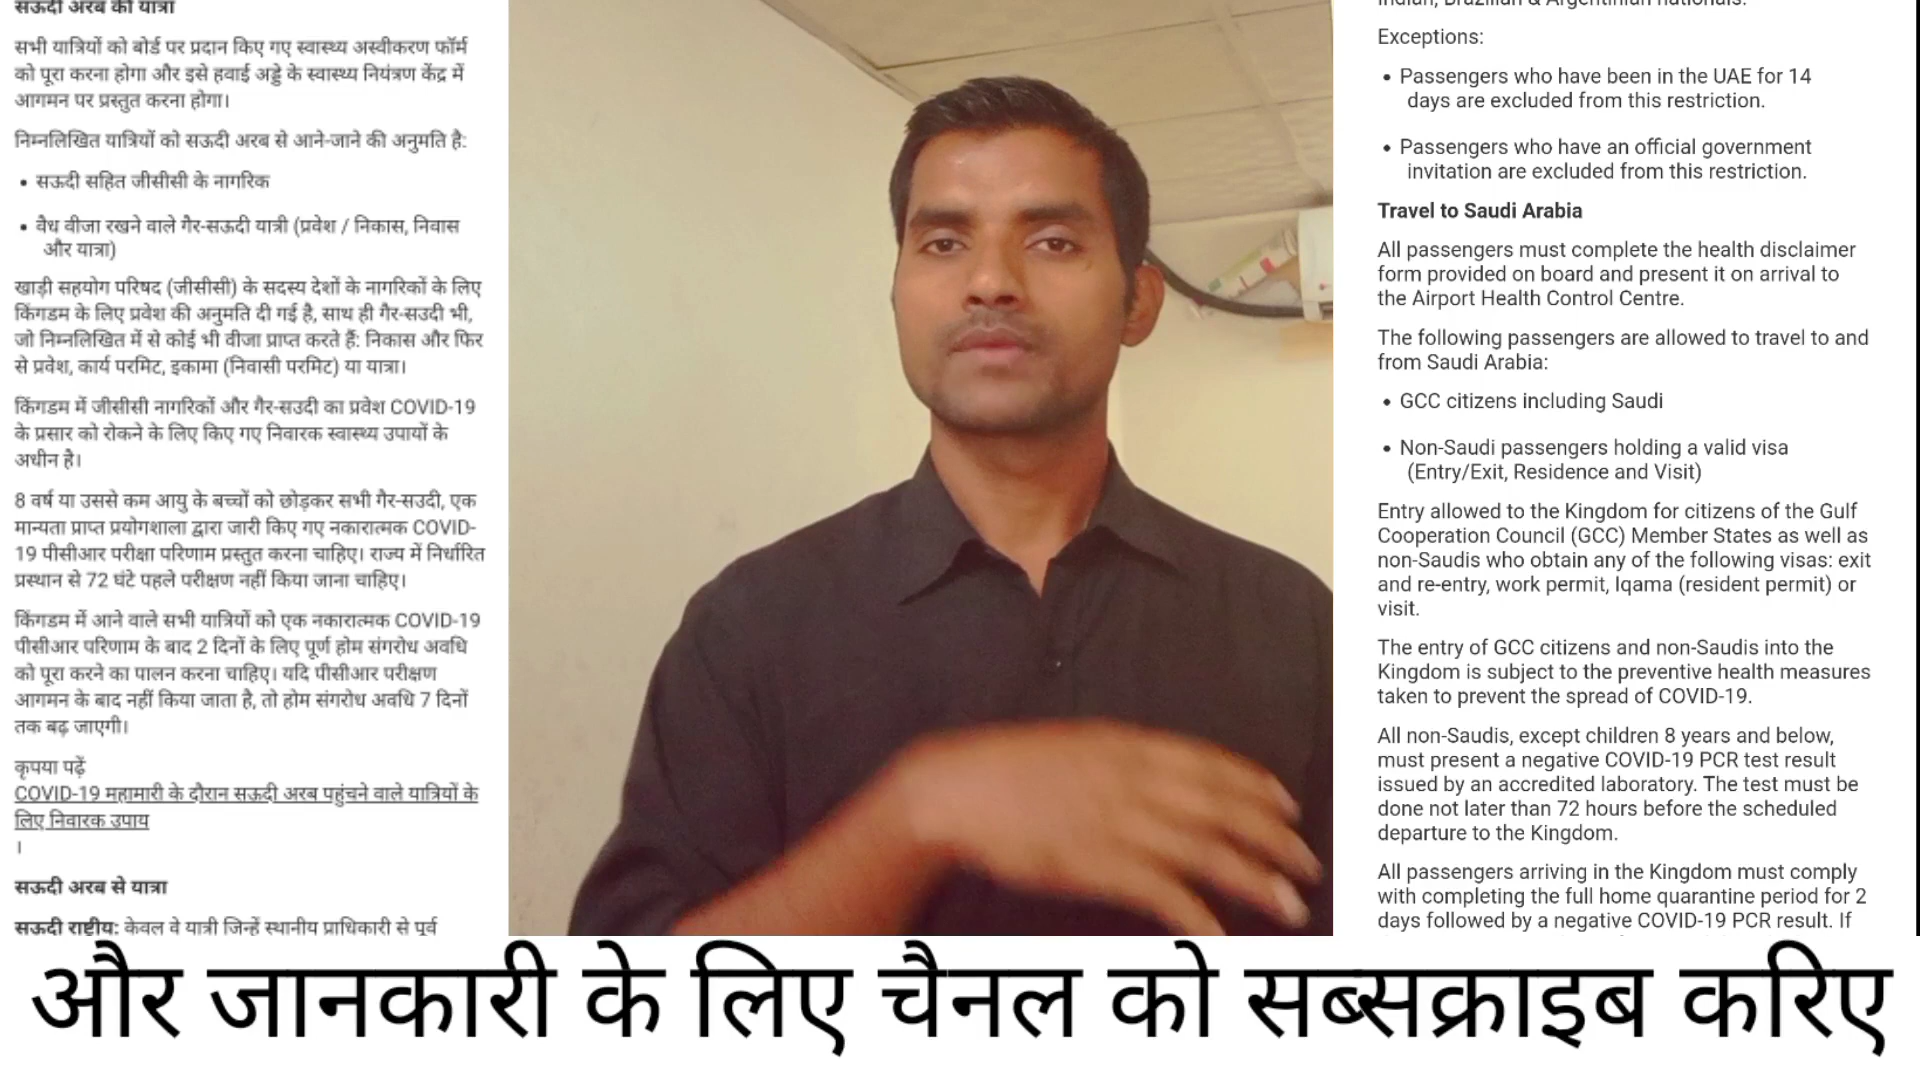 सऊदी अरब की यात्रा
सभी यात्रियों को बोर्ड पर प्रदान किए गए स्वास्थ्य अस्वीकरण फॉर्म
को पूरा करना होगा और इसे हवाई अड्डे के स्वास्थ्य नियंत्रण केंद्र में
आगमन पर प्रस्तुत करना होगा।
निम्नलिखित यात्रियों को सऊदी अरब से आने-जाने की अनुमति है:
• सऊदी सहित जीसीसी के नागरिक
• वैध वीजा रखने वाले गैर-सऊदी यात्री (प्रवेश / निकास, निवास
और यात्रा)
खाड़ी सहयोग परिषद (जीसीसी) के सदस्य देशों के नागरिकों के लिए
किंगडम के लिए प्रवेश की अनुमति दी गई है, साथ ही गैर-सउदी भी,
जो निम्नलिखित में से कोई भी वीजा प्राप्त करते हैं: निकास और फिर
से प्रवेश, कार्य परमिट, इकामा (निवासी परमिट) या यात्रा।
किंगडम में जीसीसी नागरिकों और गैर-सउदी का प्रवेश COVID-19
के प्रसार को रोकने के लिए किए गए निवारक स्वास्थ्य उपायों के
अधीन है।
8 वर्ष या उससे कम आयु के बच्चों को छोड़कर सभी गैर-सउदी, एक
मान्यता प्राप्त प्रयोगशाला द्वारा जारी किए गए नकारात्मक COVID-
19 पीसीआर परीक्षा परिणाम प्रस्तुत करना चाहिए। राज्य में निर्धारित
प्रस्थान से 72 घंटे पहले परीक्षण नहीं किया जाना चाहिए।
किंगडम में आने वाले सभी यात्रियों को एक नकारात्मक COVID-19
पीसीआर परिणाम के बाद 2 दिनों के लिए पूर्ण होम संगरोध अवधि
को पूरा करने का पालन करना चाहिए। यदि पीसीआर परीक्षण
आगमन के बाद नहीं किया जाता है, तो होम संगरोध अवधि 7 दिनों
तक बढ़ जाएगी।
कृपया पढ़ें
COVID-19 महामारी के दौरान सऊदी अरब पहुंचने वाले यात्रियों के
लिए निवारक उपाय
।
सऊदी अरब से यात्रा
सऊदी राष्ट्रीय: केवल वे यात्री जिन्हें स्थानीय प्राधिकारी से पूर्व
Indian, Brazilian & Argentinian nationals.
Exceptions:
• Passengers who have been in the UAE for 14
days are excluded from this restriction.
• Passengers who have an official government
invitation are excluded from this restriction.
Travel to Saudi Arabia
All passengers must complete the health disclaimer
form provided on board and present it on arrival to
the Airport Health Control Centre.
The following passengers are allowed to travel to and
from Saudi Arabia:
• GCC citizens including Saudi
• Non-Saudi passengers holding a valid visa
(Entry/Exit, Residence and Visit)
Entry allowed to the Kingdom for citizens of the Gulf
Cooperation Council (GCC) Member States as well as
non-Saudis who obtain any of the following visas: exit
and re-entry, work permit, Iqama (resident permit) or
visit.
The entry of GCC citizens and non-Saudis into the
Kingdom is subject to the preventive health measures
taken to prevent the spread of COVID-19.
All non-Saudis, except children 8 years and below,
must present a negative COVID-19 PCR test result
issued by an accredited laboratory. The test must be
done not later than 72 hours before the scheduled
departure to the Kingdom.
All passengers arriving in the Kingdom must comply
with completing the full home quarantine period for 2
days followed by a negative COVID-19 PCR result. If
और जानकारी के लिए चैनल को सब्सक्राइब करिए